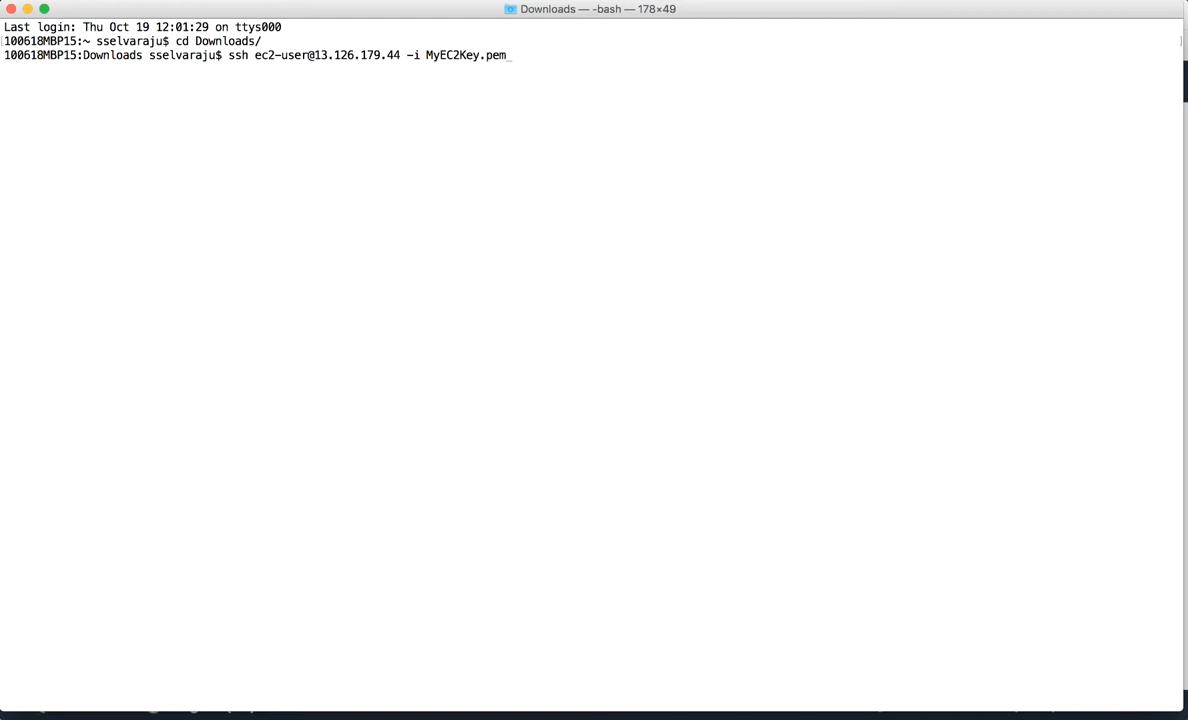 Downloads — -bash — 178×49
Last login: Thu Oct 19 12:01:29 on ttys000
100618MBP15:~ sselvaraju$ cd Downloads/
100618MBP15:Downloads sselvaraju$ ssh ec2-user@13.126.179.44 -i MyEC2Key.pem